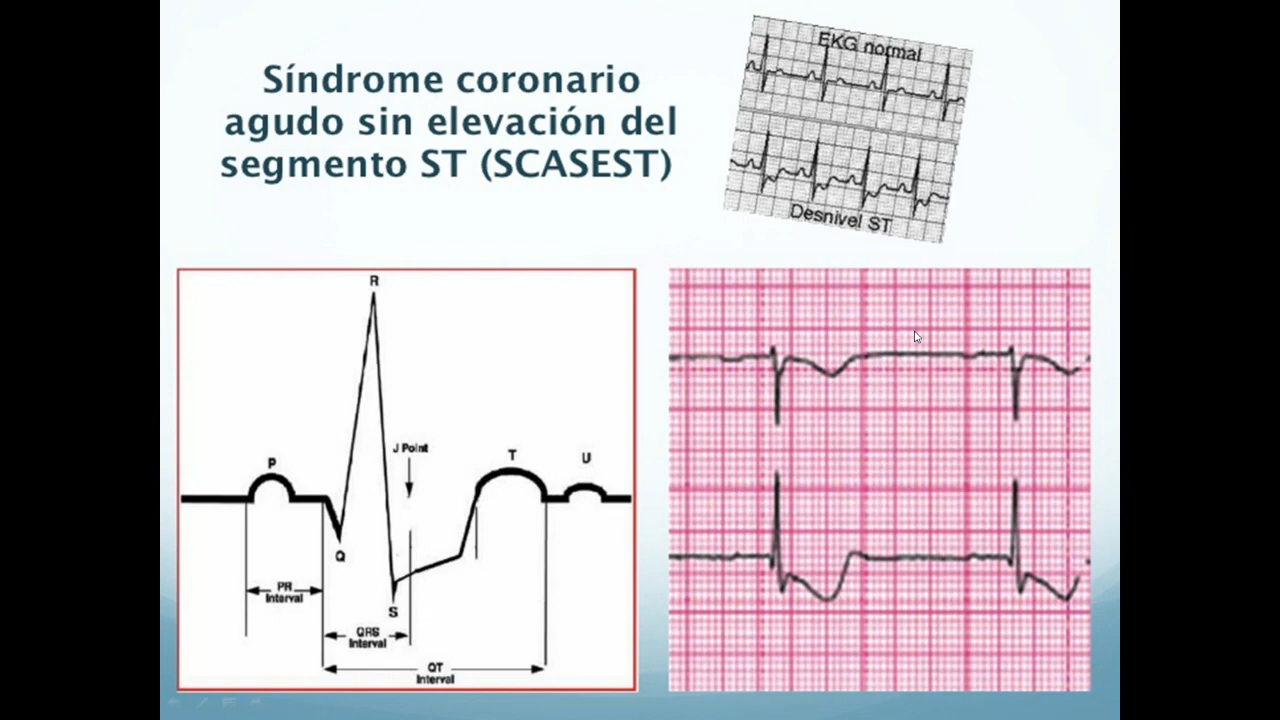 Síndrome coronario
agudo sin elevación del
segmento ST (SCASEST)
EKG normal
Desnivel ST
R
J Point
P
T
U
Q
PR
Interval
S
QRS
Interval
QT
Interval